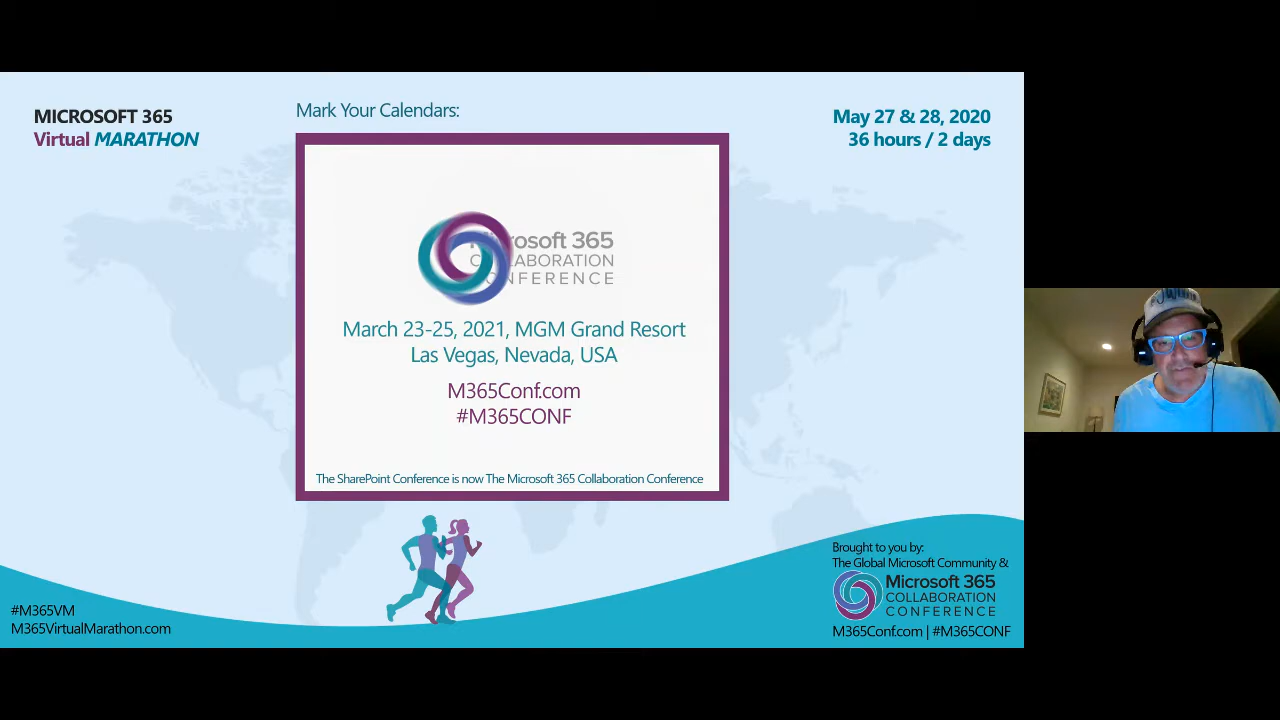 MICROSOFT 365
Virtual MARATHON
Mark Your Calendars:
May 27 & 28, 2020
36 hours / 2 days
Microsoft 365
COLLABORATION
CONFERENCE
March 23-25, 2021, MGM Grand Resort
Las Vegas, Nevada, USA
M365Conf.com
#M365CONF
The SharePoint Conference is now The Microsoft 365 Collaboration Conference
#M365VM
M365VirtualMarathon.com
Brought to you by:
The Global Microsoft Community &
Microsoft 365
COLLABORATION
CONFERENCE
M365Conf.com | #M365CONF